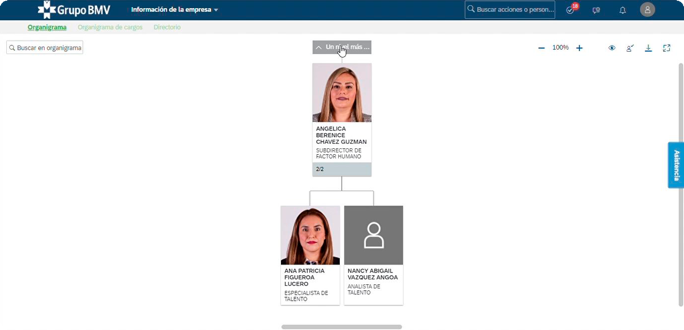 Grupo BMV
Información de la empresa
Buscar acciones o person...
18
Organigrama
Organigrama de cargos
Directorio
Buscar en organigrama
Un nivel más ...
100%
ANGELICA
BERENICE
CHAVEZ GUZMAN
SUBDIRECTOR DE
FACTOR HUMANO
2/2
ANA PATRICIA
FIGUEROA
LUCERO
ESPECIALISTA DE
TALENTO
NANCY ABIGAIL
VAZQUEZ ANGOA
ANALISTA DE
TALENTO
Asistencia